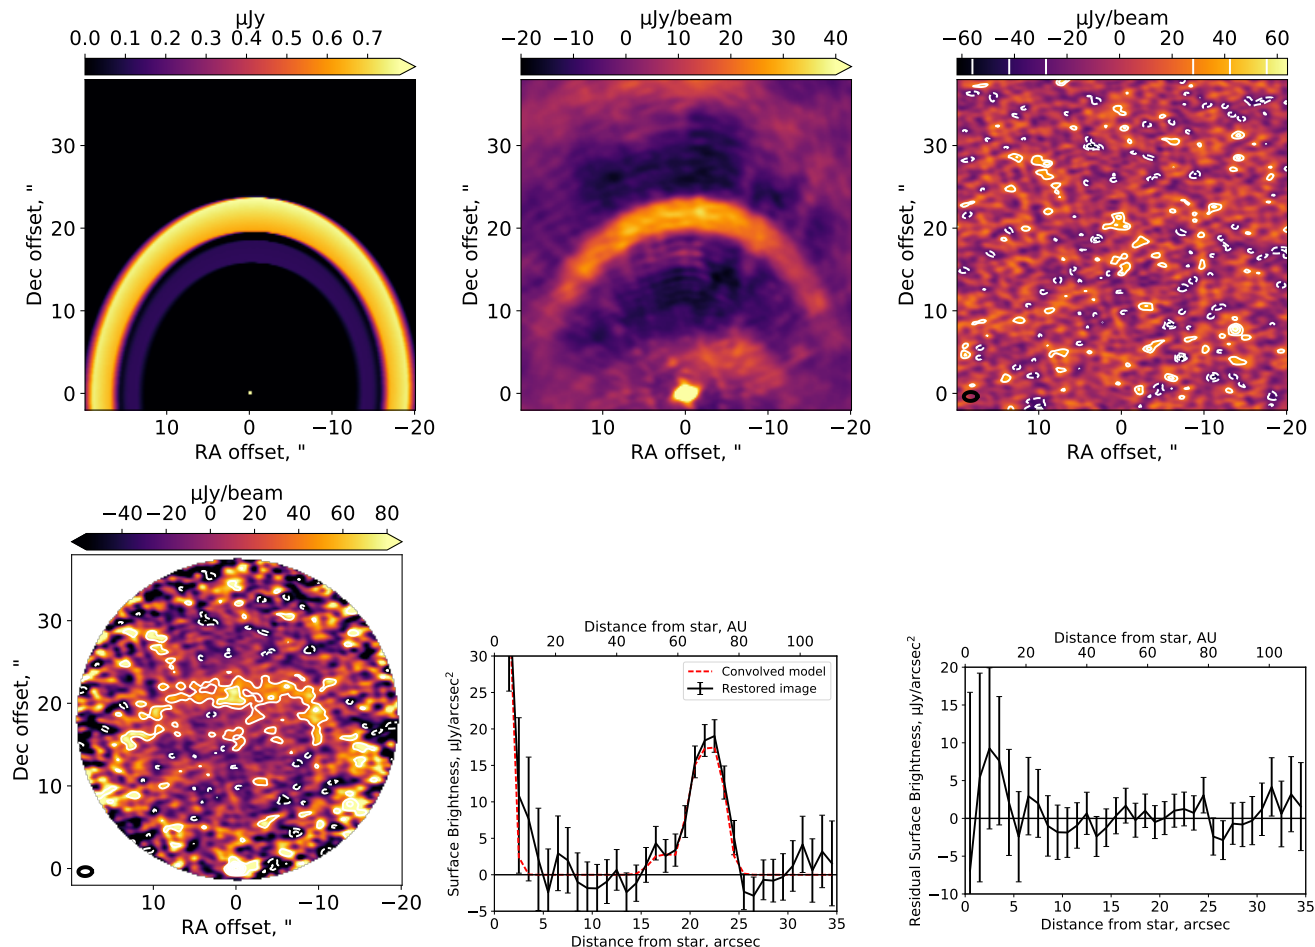 µJy
0.0 0.1 0.2 0.3 0.4 0.5 0.6 0.7
Dec offset, "
30
20
10
0
10 0 −10 −20
RA offset, "
µJy/beam
−20 −10 0 10 20 30 40
Dec offset, "
30
20
10
0
10 0 −10 −20
RA offset, "
µJy/beam
−60 −40 −20 0 20 40 60
Dec offset, "
30
20
10
0
10 0 −10 −20
RA offset, "
µJy/beam
−40 −20 0 20 40 60 80
Dec offset, "
30
20
10
0
10 0 −10 −20
RA offset, "
Distance from star, AU
0 20 40 60 80 100
Surface Brightness, µJy/arcsec²
30
25
20
15
10
5
0
−5
Convolved model
Restored image
0 5 10 15 20 25 30 35
Distance from star, arcsec
Distance from star, AU
0 20 40 60 80 100
Residual Surface Brightness, µJy/arcsec²
20
15
10
5
0
−5
−10
0 5 10 15 20 25 30 35
Distance from star, arcsec